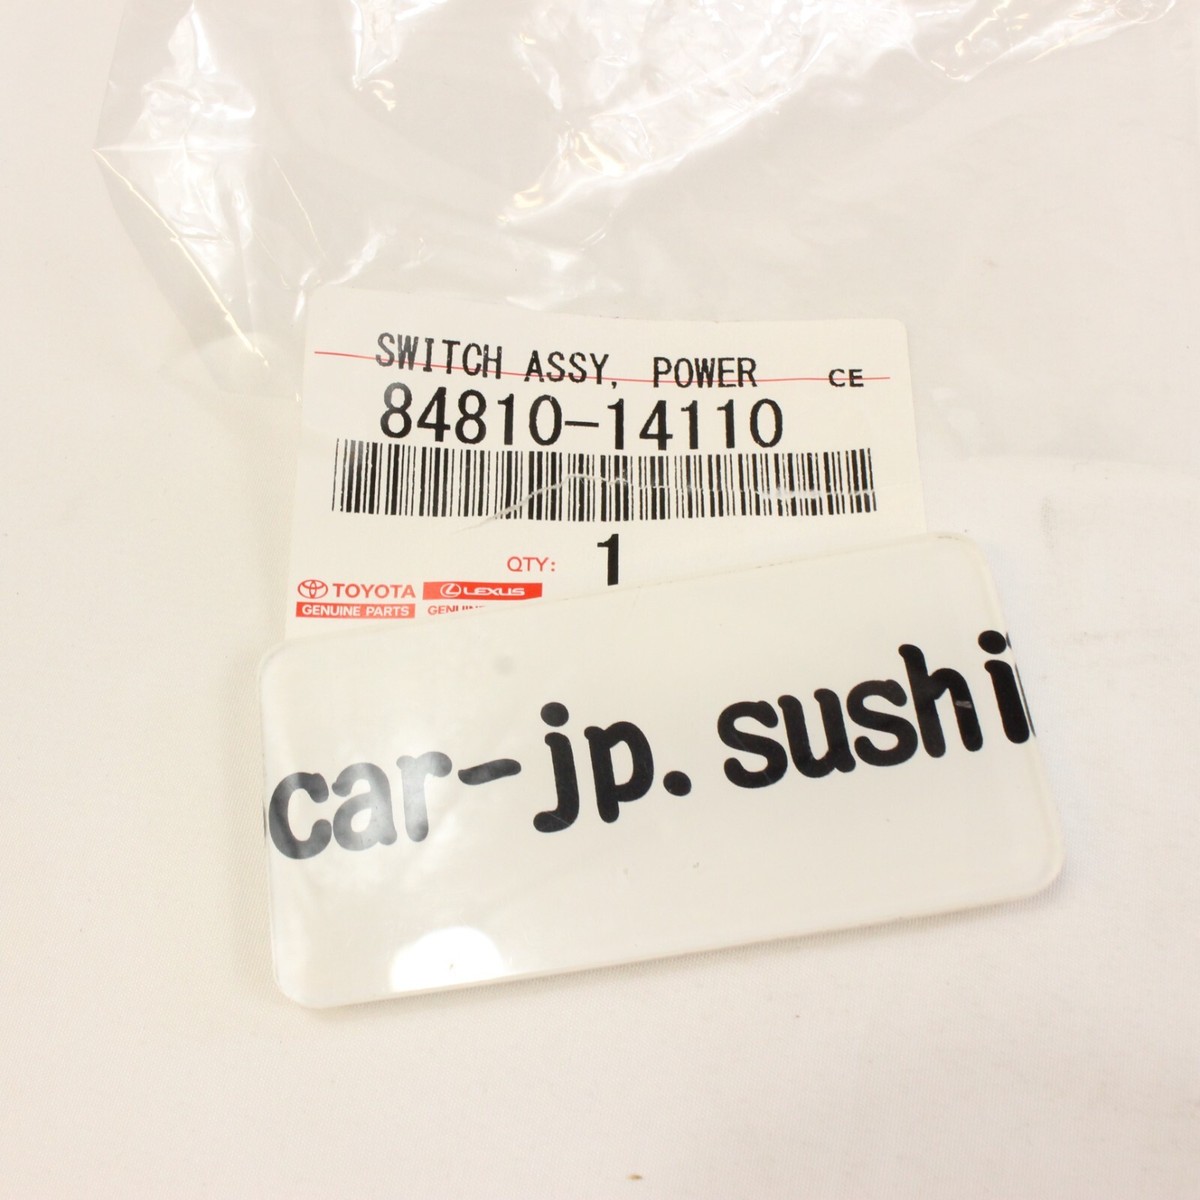 SWITCH ASSY, POWER CE
84810-14110
QTY: 1
TOYOTA LEXUS
GENUINE PARTS
car-jp.sushi